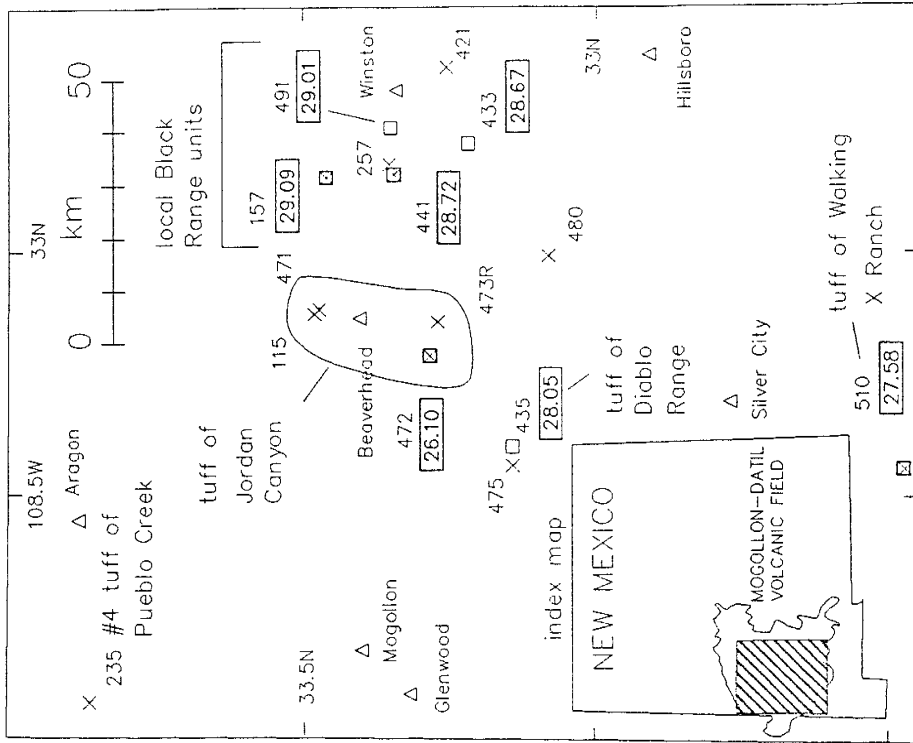 108.5W
33N
0 km 50
Aragon
235 #4 tuff of
Pueblo Creek
local Black
Range units
tuff of
Jordan
Canyon
115
471
157
29.09
491
29.01
33.5N
Beaverhead
257
Winston
Mogollon
472
26.10
441
28.72
421
Glenwood
473R
433
28.67
475
435
28.05
480
index map
tuff of
Diablo
Range
33N
NEW MEXICO
Hillsboro
Silver City
MOGOLLON-DATIL
VOLCANIC FIELD
510
27.58
tuff of Walking
X Ranch